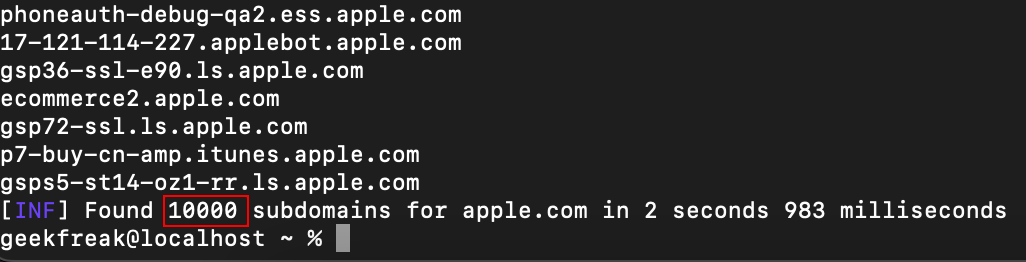 phoneauth-debug-qa2.ess.apple.com
17-121-114-227.applebot.apple.com
gsp36-ssl-e90.ls.apple.com
ecommerce2.apple.com
gsp72-ssl.ls.apple.com
p7-buy-cn-amp.itunes.apple.com
gsps5-st14-oz1-rr.ls.apple.com
[INF] Found 10000 subdomains for apple.com in 2 seconds 983 milliseconds
geekfreak@localhost ~ %